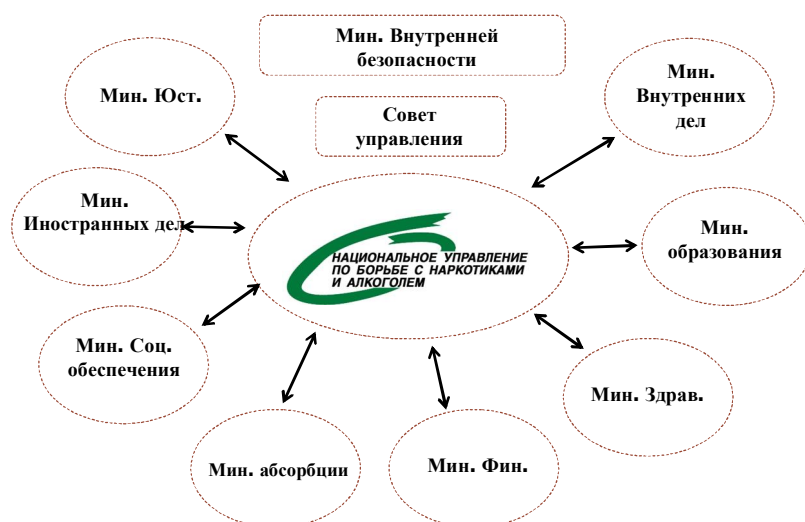 Мин. Внутренней
безопасности
Совет
управления
Мин. Юст.
Мин.
Внутренних
дел
Мин.
Иностранных дел
Мин.
образования
НАЦИОНАЛЬНОЕ УПРАВЛЕНИЕ
ПО БОРЬБЕ С НАРКОТИКАМИ
И АЛКОГОЛЕМ
Мин. Соц.
обеспечения
Мин. Здрав.
Мин. абсорбции
Мин. Фин.